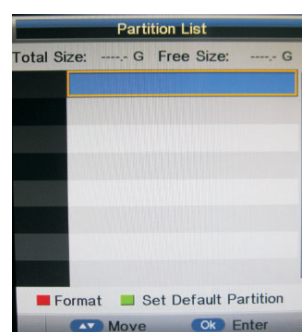 Partition List
Total Size: ----.- G Free Size: ----.- G
Format Set Default Partition
Move Ok Enter